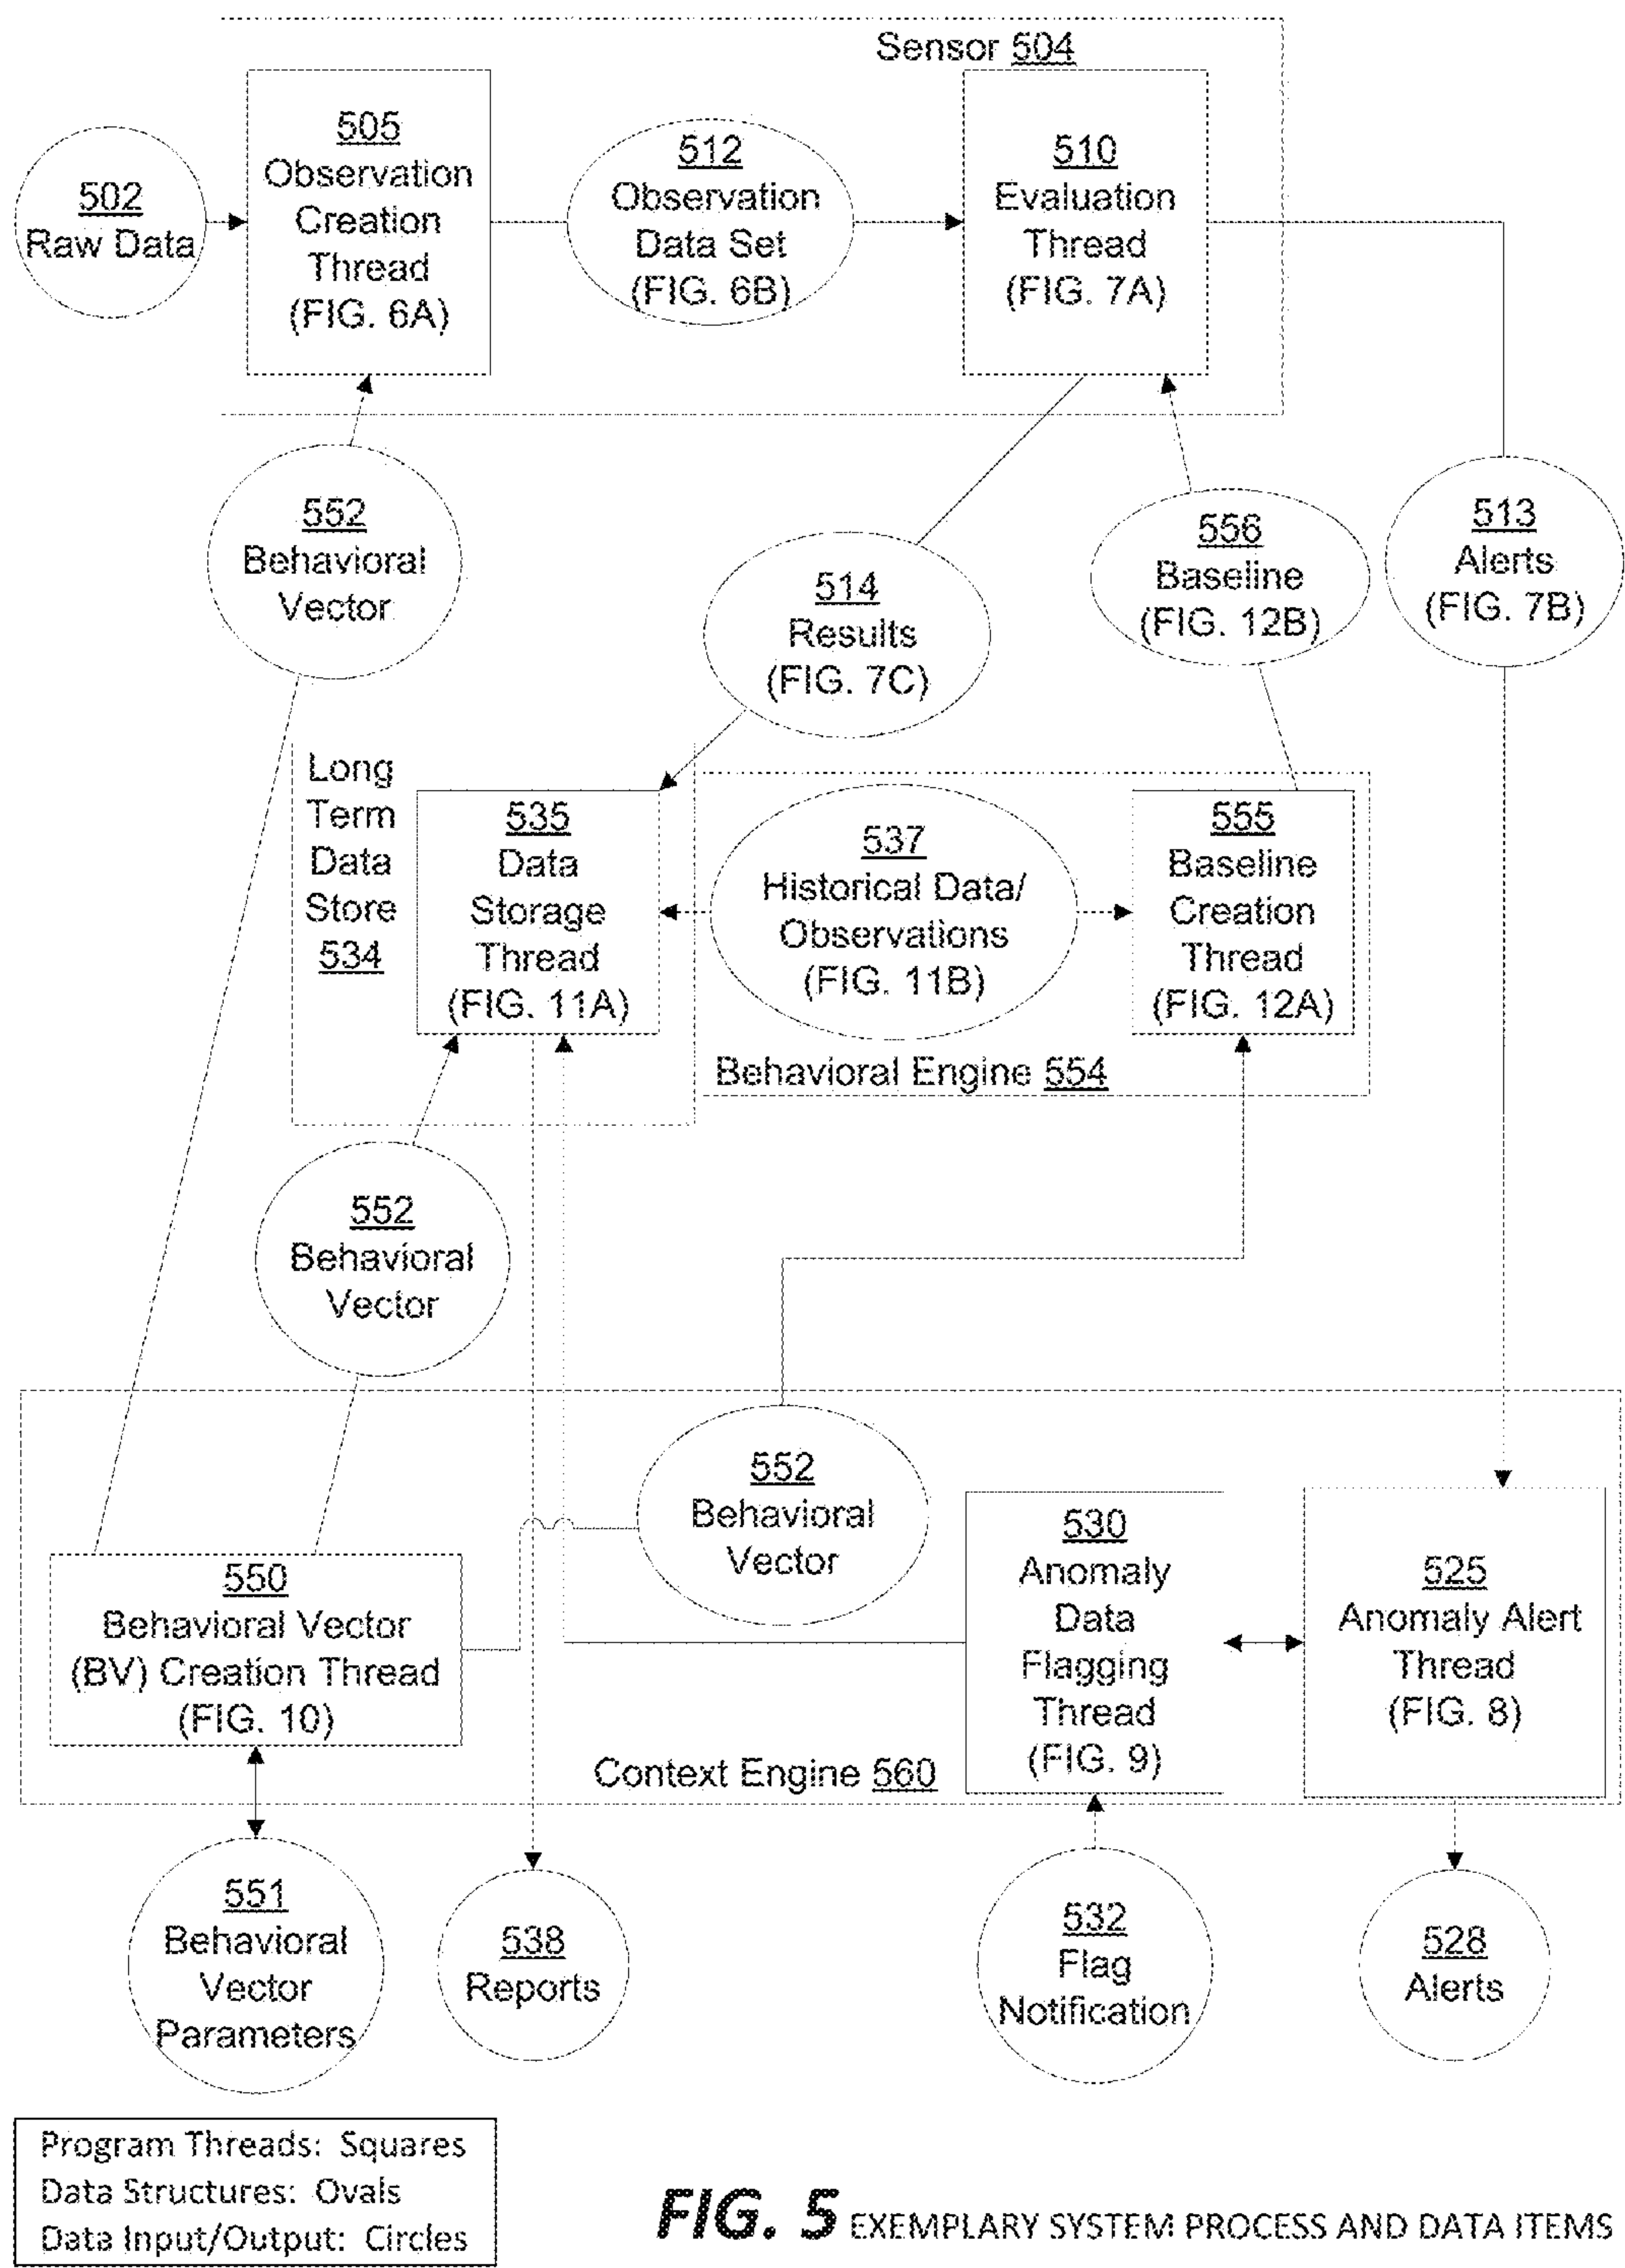 Sensor 504
502
Raw Data
505
Observation
Creation
Thread
(FIG. 6A)
512
Observation
Data Set
(FIG. 6B)
510
Evaluation
Thread
(FIG. 7A)
552
Behavioral
Vector
514
Results
(FIG. 7C)
556
Baseline
(FIG. 12B)
513
Alerts
(FIG. 7B)
Long
Term
Data
Store
534
535
Data
Storage
Thread
(FIG. 11A)
537
Historical Data/
Observations
(FIG. 11B)
555
Baseline
Creation
Thread
(FIG. 12A)
Behavioral Engine 554
552
Behavioral
Vector
552
Behavioral
Vector
550
Behavioral Vector
(BV) Creation Thread
(FIG. 10)
530
Anomaly
Data
Flagging
Thread
(FIG. 9)
525
Anomaly Alert
Thread
(FIG. 8)
Context Engine 560
551
Behavioral
Vector
Parameters
538
Reports
532
Flag
Notification
528
Alerts
Program Threads: Squares
Data Structures: Ovals
Data Input/Output: Circles
FIG. 5 EXEMPLARY SYSTEM PROCESS AND DATA ITEMS